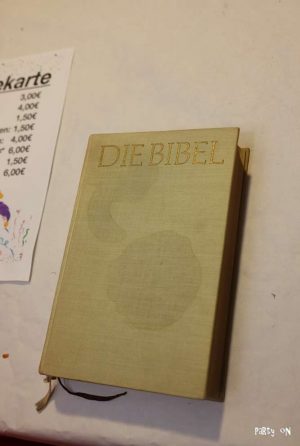 ekarte
3,00€
4,00€
1,50€
en: 1,50€
: 4,00€
* 6,00€
1,50€
6,00€
DIE BIBEL
PARTY ON